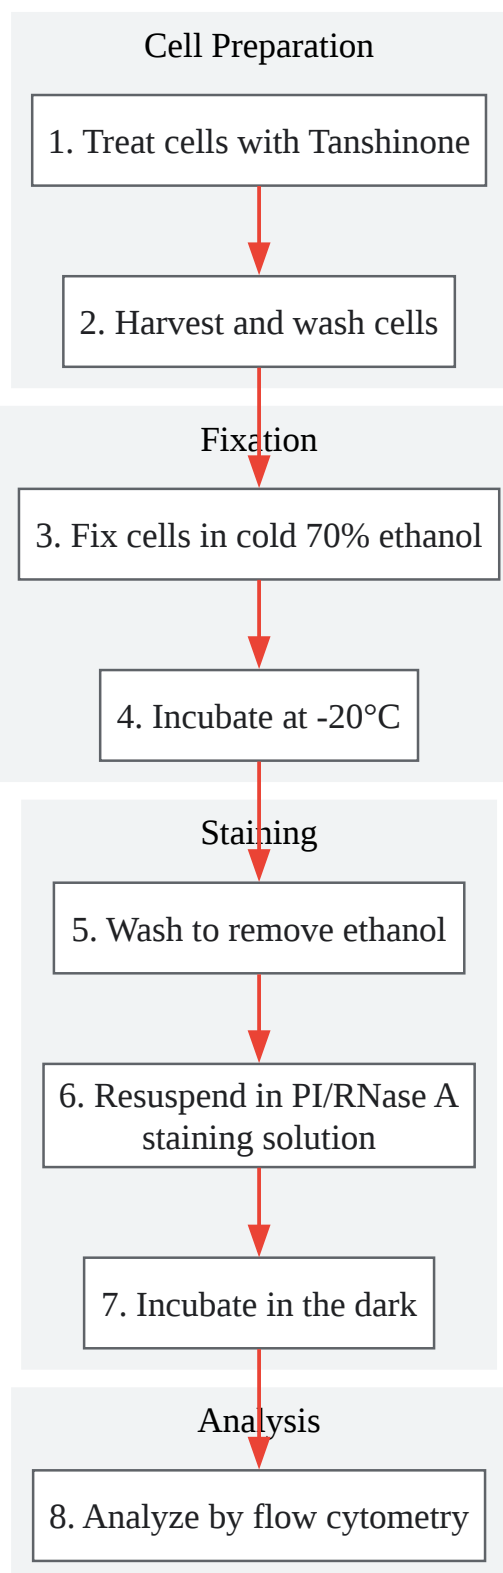 Cell Preparation
1. Treat cells with Tanshinone
2. Harvest and wash cells
Fixation
3. Fix cells in cold 70% ethanol
4. Incubate at -20°C
Staining
5. Wash to remove ethanol
6. Resuspend in PI/RNase A
staining solution
7. Incubate in the dark
Analysis
8. Analyze by flow cytometry